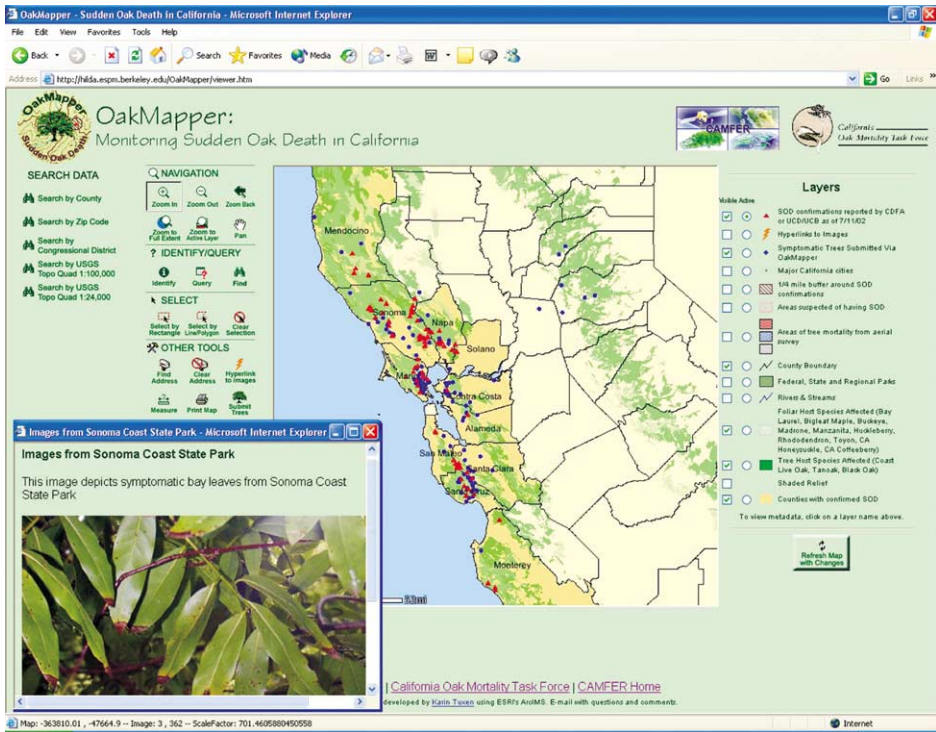 OakMapper - Sudden Oak Death in California - Microsoft Internet Explorer
File Edit View Favorites Tools Help
Back Search Favorites Media
Address http://hilda.espm.berkeley.edu/OakMapper/viewer.htm Go Links »
OakMapper
Sudden Oak Death
OakMapper:
Monitoring Sudden Oak Death in California
CAMFER
California
Oak Mortality Task Force
SEARCH DATA
Search by County
Search by Zip Code
Search by
Congressional District
Search by USGS
Topo Quad 1:100,000
Search by USGS
Topo Quad 1:24,000
NAVIGATION
Zoom In Zoom Out Zoom Back
Zoom to
Full Extent
Zoom to
Active Layer
Pan
? IDENTIFY/QUERY
Identify Query Find
SELECT
Select by
Rectangle
Select by
Line/Polygon
Clear
Selection
OTHER TOOLS
Find
Address
Clear
Address
Hyperlink
to images
Measure Print Map
Submit
Trees
Mendocino
Sonoma
Napa
Solano
Contra Costa
Alameda
San Mateo
Santa Clara
Santa Cruz
Monterey
Layers
Visible Active
SOD confirmations reported by CDFA
or UCD/UCB as of 7/11/02
Hyperlinks to Images
Symptomatic Trees Submitted Via
OakMapper
Major California cities
1/4 mile buffer around SOD
confirmations
Areas suspected of having SOD
Areas of tree mortality from aerial
survey
County Boundary
Federal, State and Regional Parks
Rivers & Streams
Foliar Host Species Affected (Bay
Laurel, Bigleaf Maple, Buckeye,
Madrone, Manzanita, Huckleberry,
Rhododendron, Toyon, CA
Honeysuckle, CA Coffeeberry)
Tree Host Species Affected (Coast
Live Oak, Tanoak, Black Oak)
Shaded Relief
Counties with confirmed SOD
To view metadata, click on a layer name above.
Refresh Map
with Changes
Images from Sonoma Coast State Park - Microsoft Internet Explorer
Images from Sonoma Coast State Park
This image depicts symptomatic bay leaves from Sonoma Coast
State Park
| California Oak Mortality Task Force | CAMFER Home
developed by Karin Tuxen using ESRI's ArcIMS. E-mail with questions and comments.
Map: -363810.01 , -47664.9 -- Image: 3 , 362 -- ScaleFactor: 701.4605880450558
Internet